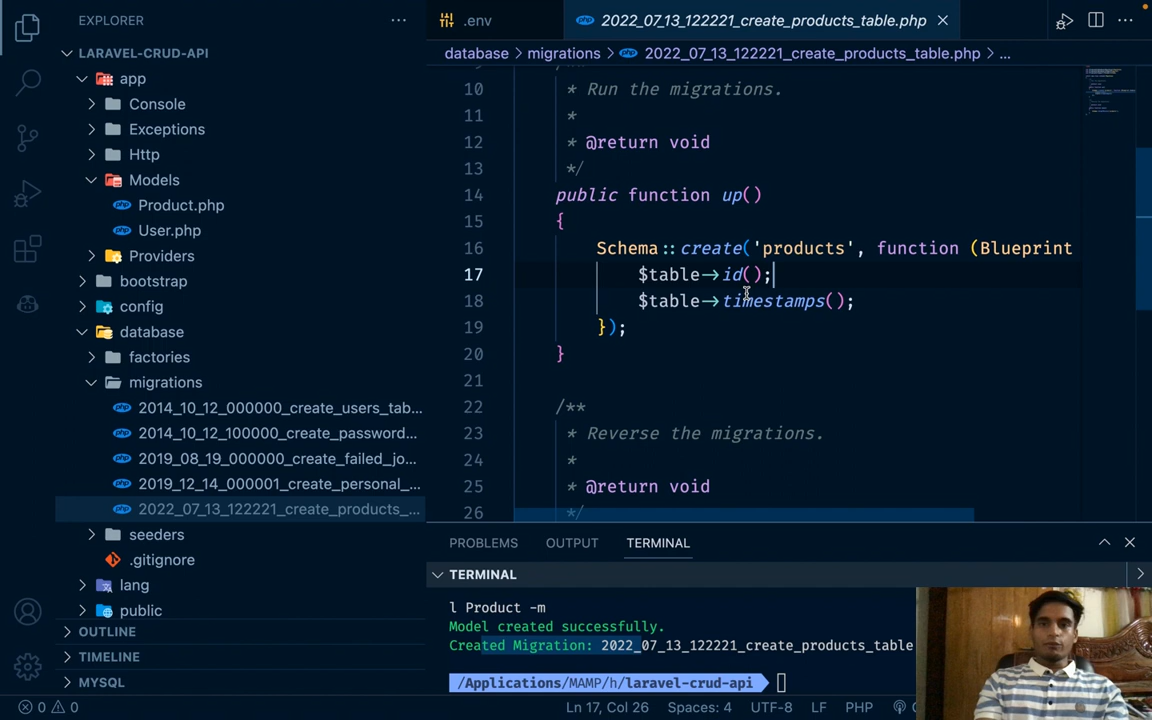 EXPLORER
LARAVEL-CRUD-API
app
Console
Exceptions
Http
Models
Product.php
User.php
Providers
bootstrap
config
database
factories
migrations
2014_10_12_000000_create_users_tab...
2014_10_12_100000_create_password...
2019_08_19_000000_create_failed_jo...
2019_12_14_000001_create_personal_...
2022_07_13_122221_create_products_...
seeders
.gitignore
lang
public
OUTLINE
TIMELINE
MYSQL
.env
2022_07_13_122221_create_products_table.php
database > migrations > 2022_07_13_122221_create_products_table.php > ...
10 * Run the migrations.
11 *
12 * @return void
13 */
14 public function up()
15 {
16 Schema::create('products', function (Blueprint
17 $table->id();
18 $table->timestamps();
19 });
20 }
21
22 /**
23 * Reverse the migrations.
24 *
25 * @return void
26 */
PROBLEMS OUTPUT TERMINAL
TERMINAL
l Product -m
Model created successfully.
Created Migration: 2022_07_13_122221_create_products_table
/Applications/MAMP/h/laravel-crud-api
0 0 Ln 17, Col 26 Spaces: 4 UTF-8 LF PHP